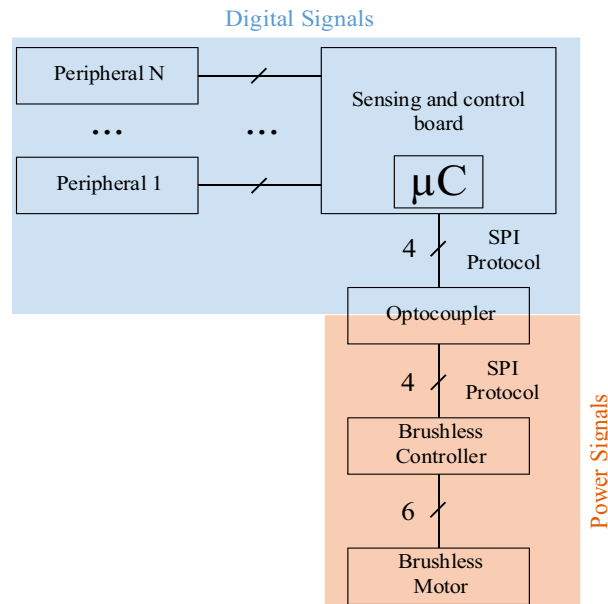 Digital Signals
Peripheral N
Sensing and control
board
... ...
Peripheral 1
μC
4
SPI
Protocol
Optocoupler
4
SPI
Protocol
Brushless
Controller
6
Brushless
Motor
Power Signals